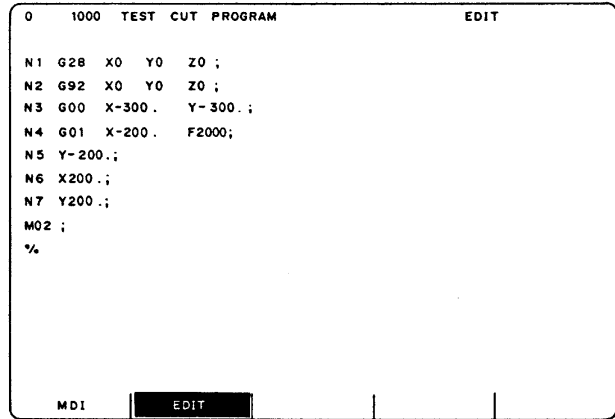 O 1000 TEST CUT PROGRAM EDIT
N1 G28 X0 Y0 Z0 ;
N2 G92 X0 Y0 Z0 ;
N3 G00 X-300. Y-300. ;
N4 G01 X-200. F2000;
N5 Y-200.;
N6 X200.;
N7 Y200.;
M02 ;
%
MDI EDIT